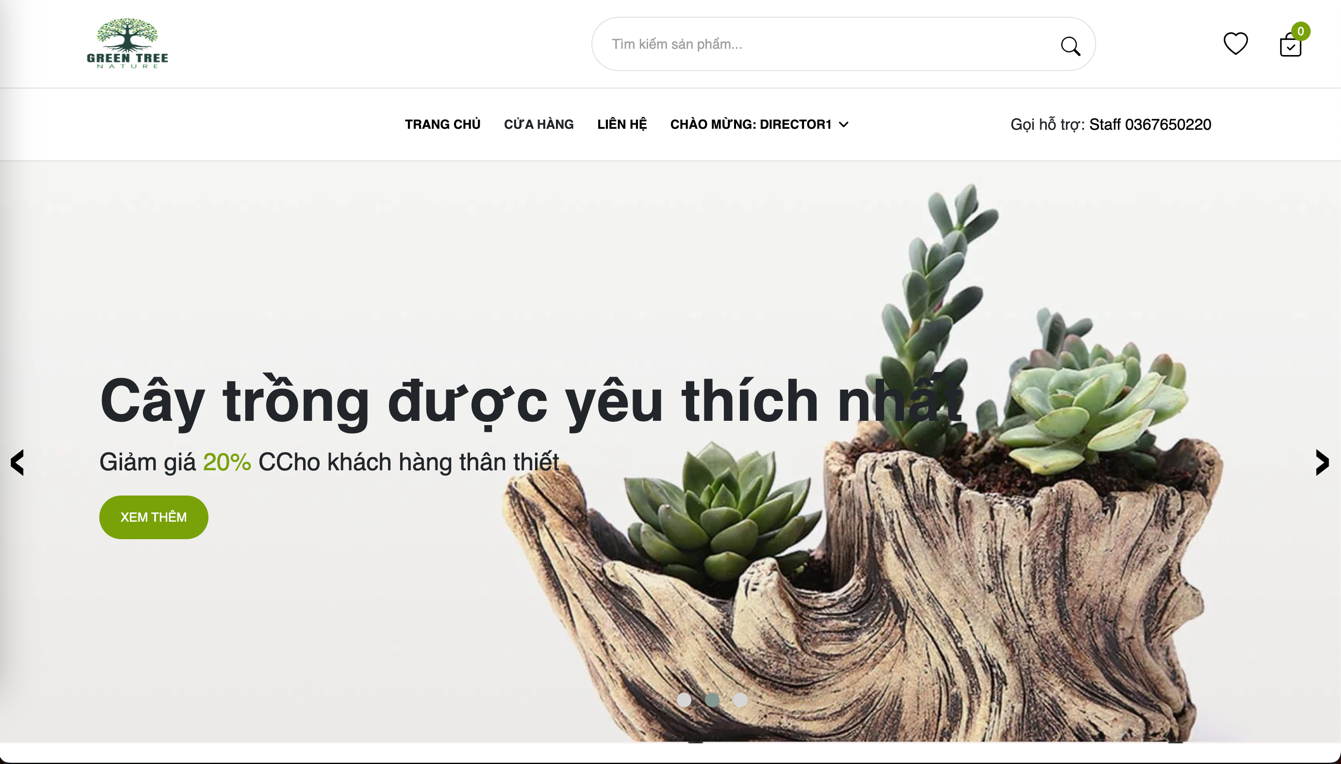 GREEN TREE
NATURE
Tìm kiếm sản phẩm...
0
TRANG CHỦ
CỬA HÀNG
LIÊN HỆ
CHÀO MỪNG: DIRECTOR1
Gọi hỗ trợ: Staff 0367650220
Cây trồng được yêu thích nhất
Giảm giá 20% CCho khách hàng thân thiết
XEM THÊM